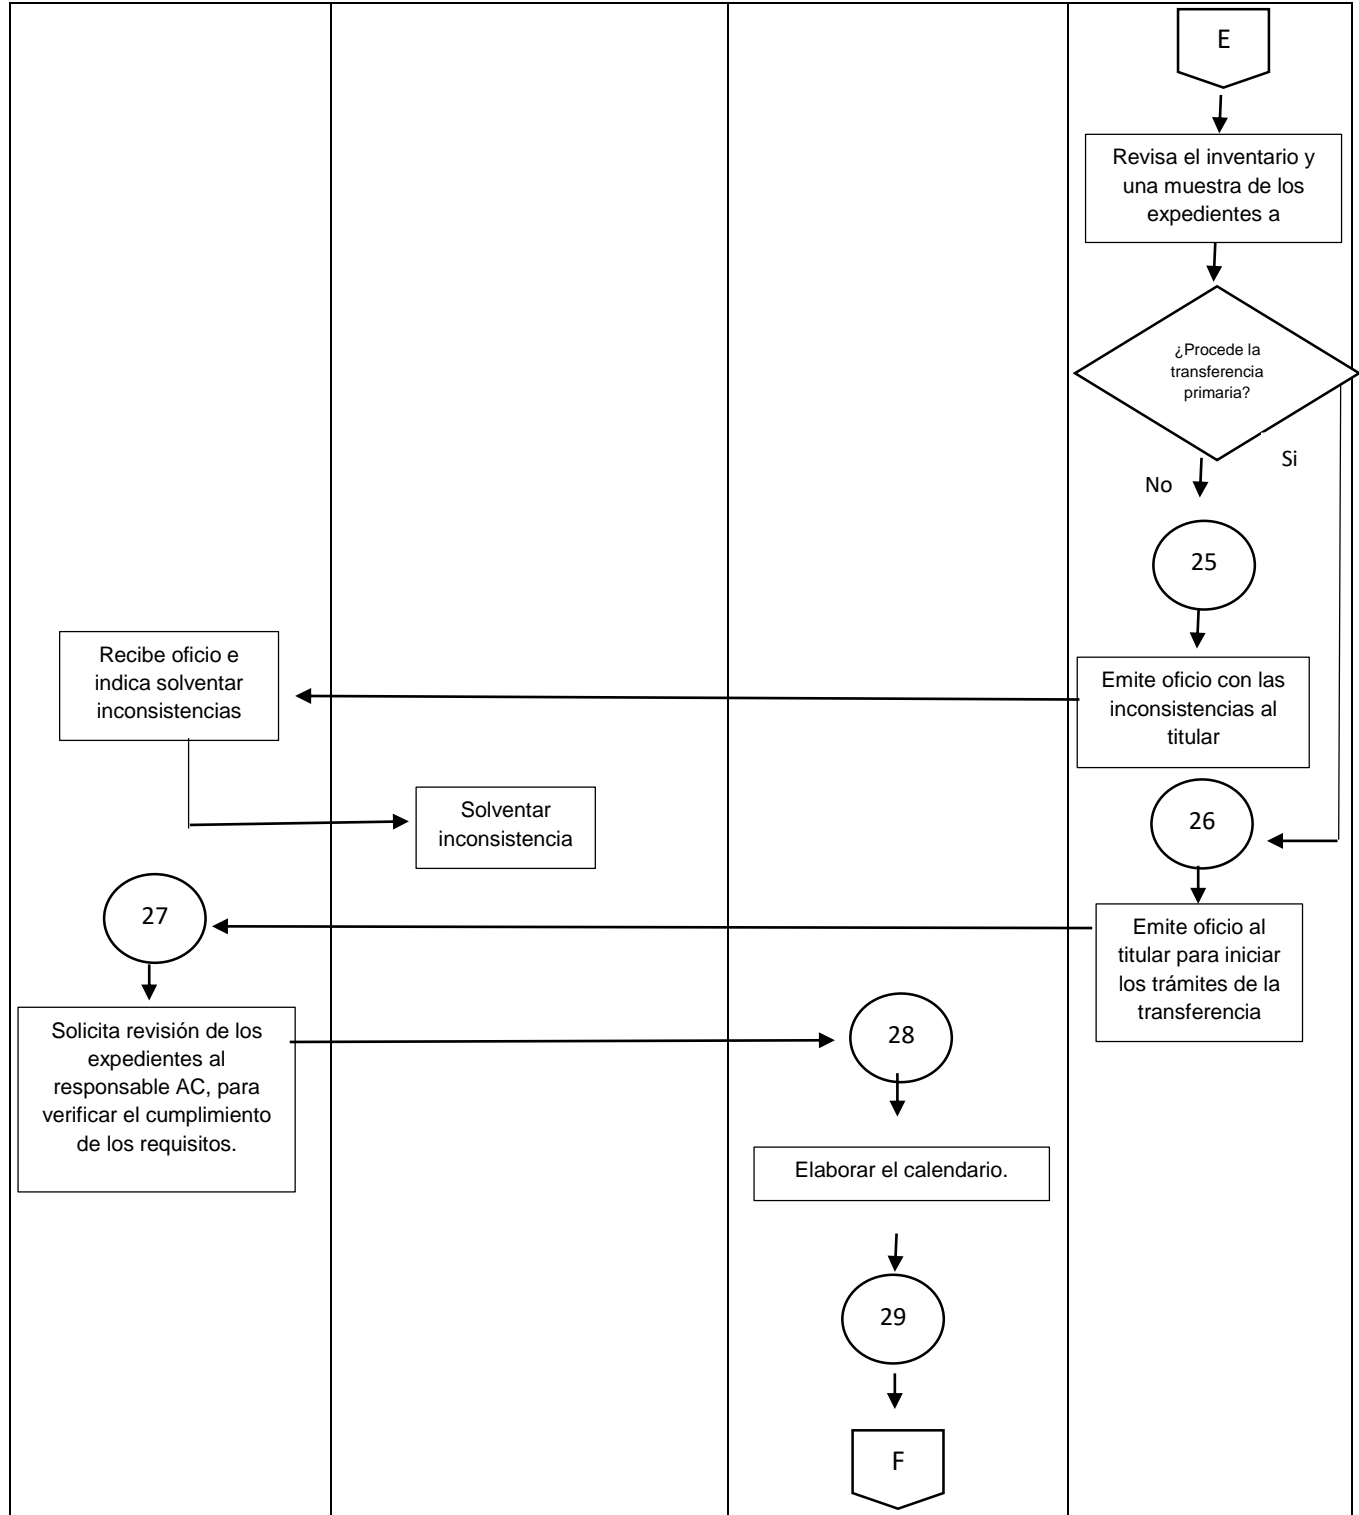 E
Revisa el inventario y
una muestra de los
expedientes a
¿Procede la
transferencia
primaria?
Si
No
25
Recibe oficio e
indica solventar
inconsistencias
Emite oficio con las
inconsistencias al
titular
Solventar
inconsistencia
26
27
Emite oficio al
titular para iniciar
los trámites de la
transferencia
Solicita revisión de los
expedientes al
responsable AC, para
verificar el cumplimiento
de los requisitos.
28
Elaborar el calendario.
29
F